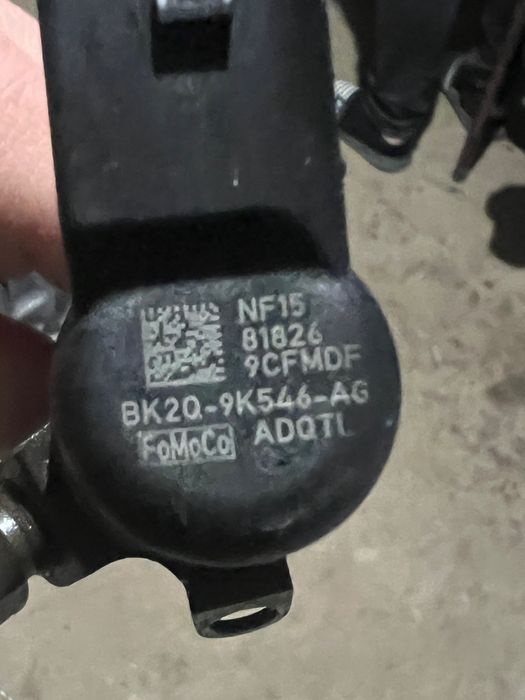 NF15
81826
9CFMDF
BK2Q-9K546-AG
FoMoCo ADQTL